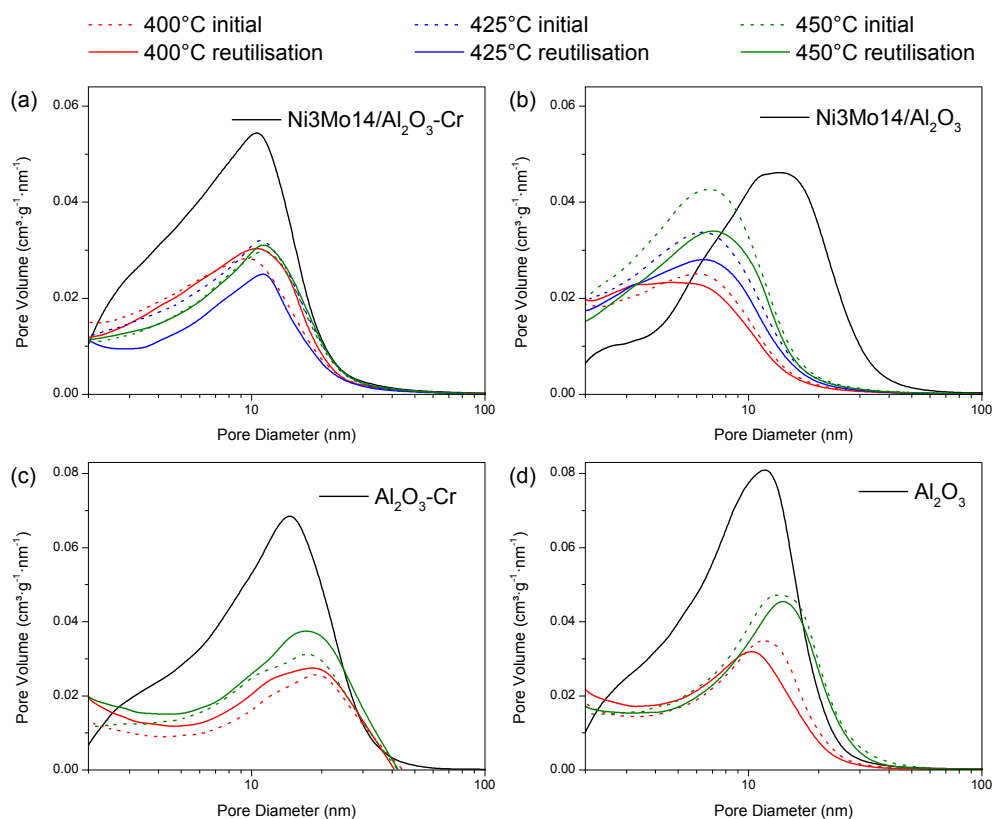 400°C initial 425°C initial 450°C initial
400°C reutilisation 425°C reutilisation 450°C reutilisation
(a) (b)
Ni3Mo14/Al₂O₃-Cr Ni3Mo14/Al₂O₃
0.06 0.06
0.04 0.04
0.02 0.02
0.00 0.00
Pore Volume (cm³·g⁻¹·nm⁻¹) Pore Volume (cm³·g⁻¹·nm⁻¹)
10 100 10 100
Pore Diameter (nm) Pore Diameter (nm)
(c) (d)
Al₂O₃-Cr Al₂O₃
0.08 0.08
0.06 0.06
0.04 0.04
0.02 0.02
0.00 0.00
Pore Volume (cm³·g⁻¹·nm⁻¹) Pore Volume (cm³·g⁻¹·nm⁻¹)
10 100 10 100
Pore Diameter (nm) Pore Diameter (nm)